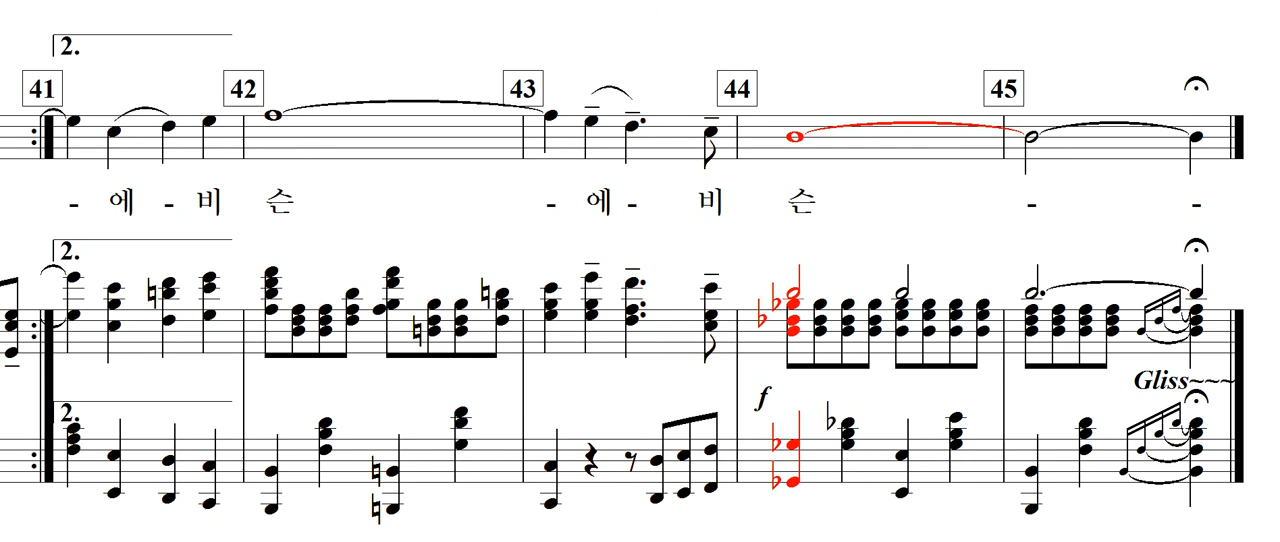 2.
41 42 43 44 45
- 에 - 비 슨 - 에 - 비 슨 - -
2.
Gliss~~~
2.
f